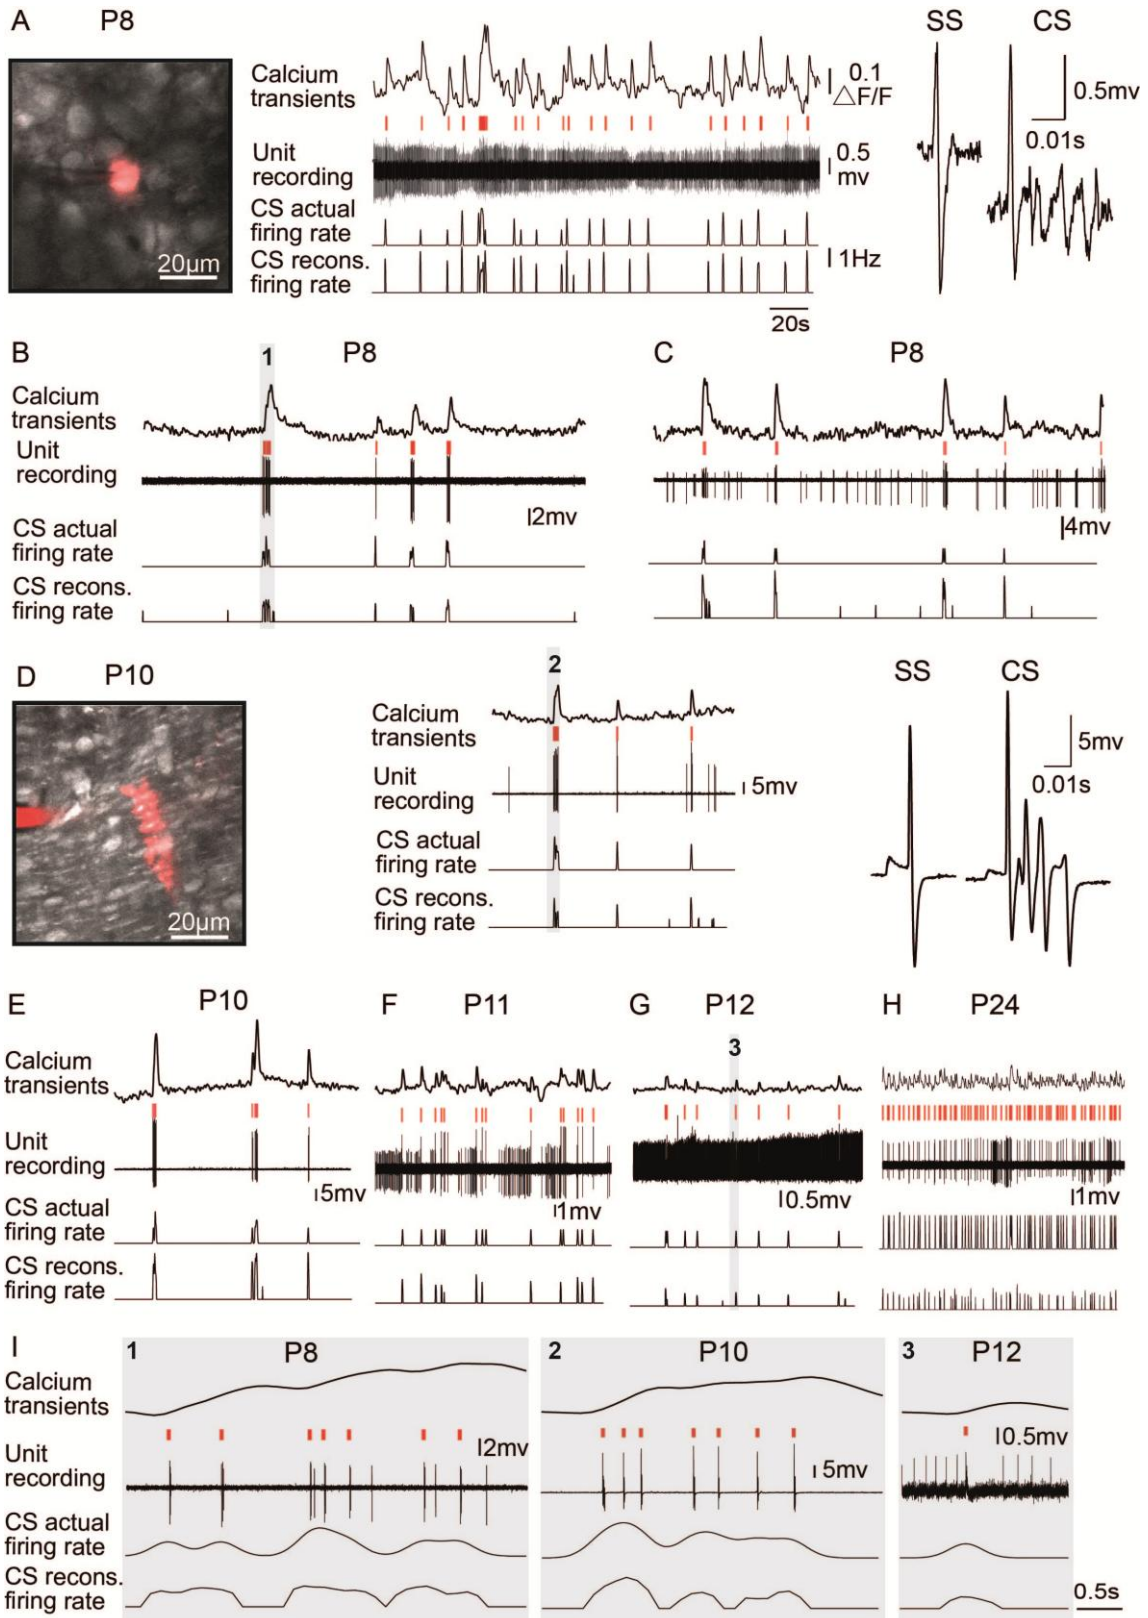 A P8
SS CS
Calcium
transients
0.1
△F/F
0.5mv
0.01s
Unit
recording
0.5
mv
CS actual
firing rate
CS recons.
firing rate
1Hz
20µm
20s
B 1 P8
Calcium
transients
Unit
recording
2mv
CS actual
firing rate
CS recons.
firing rate
C P8
4mv
D P10
20µm
2
Calcium
transients
Unit
recording
5mv
CS actual
firing rate
CS recons.
firing rate
SS CS
5mv
0.01s
E P10
Calcium
transients
Unit
recording
5mv
CS actual
firing rate
CS recons.
firing rate
F P11
1mv
G P12
3
0.5mv
H P24
1mv
I 1 P8
Calcium
transients
Unit
recording
2mv
CS actual
firing rate
CS recons.
firing rate
2 P10
5mv
3 P12
0.5mv
0.5s